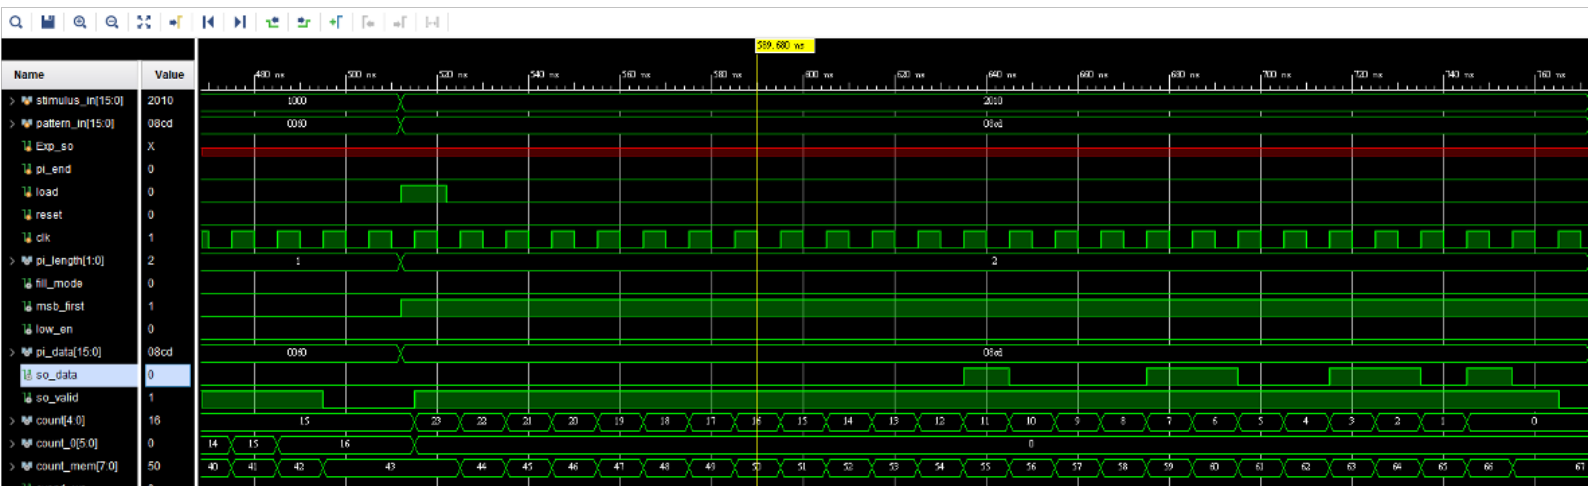 589.680 ns
Name Value
480 ns 500 ns 520 ns 540 ns 560 ns 580 ns 600 ns 620 ns 640 ns 660 ns 680 ns 700 ns 720 ns 740 ns 760 ns
stimulus_in[15:0] 2010 1000 2010
pattern_in[15:0] 08cd 0060 08cd
Exp_so X
pi_end 0
load 0
reset 0
clk 1
pi_length[1:0] 2 1 2
fill_mode 0
msb_first 1
low_en 0
pi_data[15:0] 08cd 0060 08cd
so_data 0
so_valid 1
count[4:0] 16 15 23 22 21 20 19 18 17 16 15 14 13 12 11 10 9 8 7 6 5 4 3 2 1 0
count_0[5:0] 0 14 15 16 0
count_mem[7:0] 50 40 41 42 43 44 45 46 47 48 49 50 51 52 53 54 55 56 57 58 59 60 61 62 63 64 65 66 67